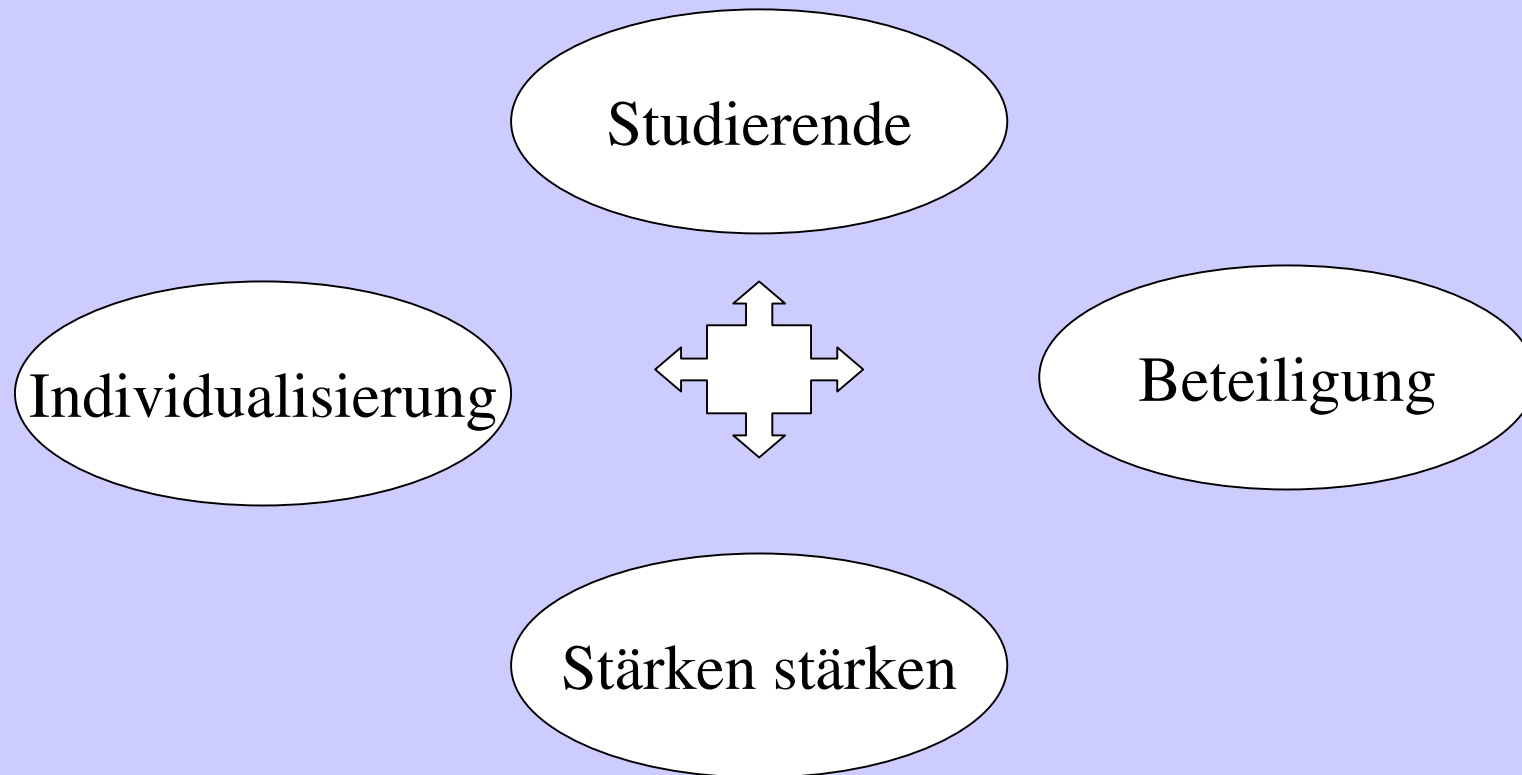 Studierende
Individualisierung
Beteiligung
Stärken stärken